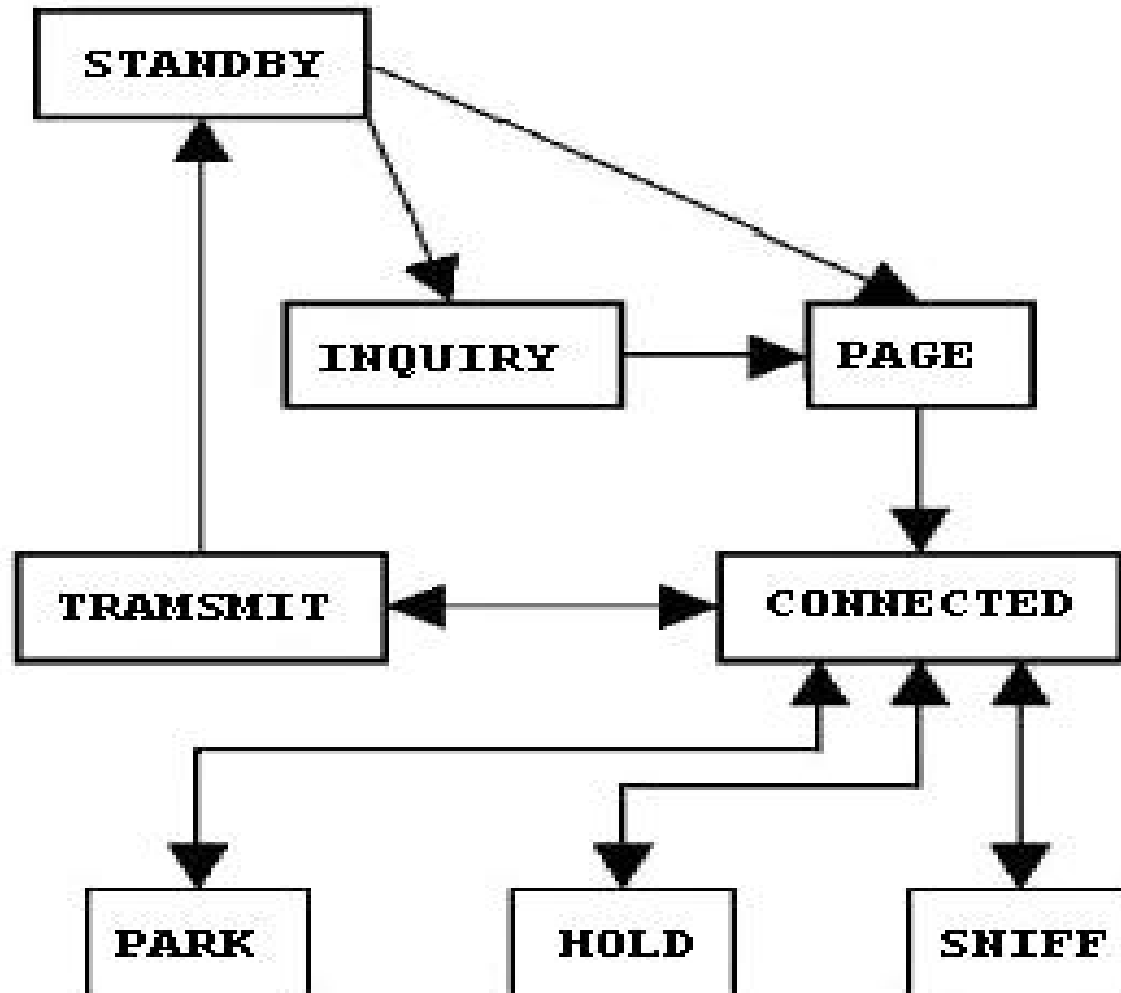 STANDBY
INQUIRY
PAGE
TRAMSMIT
CONNECTED
PARK
HOLD
SNIFF